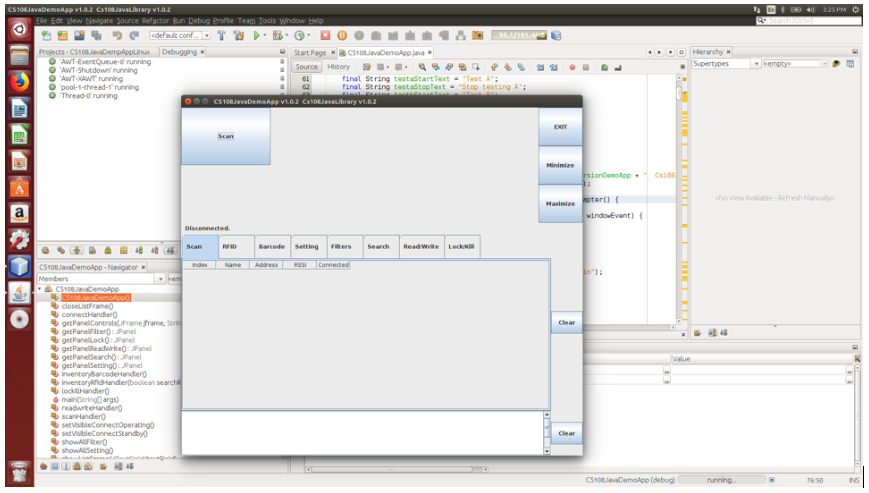 CS108JavaDemoApp v1.0.2 Cs108JavaLibrary v1.0.2
3:25 PM
File Edit View Navigate Source Refactor Run Debug Profile Team Tools Window Help
Search (Ctrl+I)
<default conf...
Projects - CS108JavaDempAppLinux Debugging ×
'AWT-EventQueue-0' running
'AWT-Shutdown' running
'AWT-XAWT' running
'pool-1-thread-1' running
'Thread-0' running
Start Page × CS108JavaDemoApp.java ×
Source History
61 final String testaStartText = "Test A";
62 final String testaStopText = "Stop testing A";
Hierarchy ×
Supertypes <empty>
<No View Available - Refresh Manually>
CS108JavaDemoApp v1.0.2 Cs108JavaLibrary v1.0.2
Scan
EXIT
Minimize
Maximize
Disconnected.
Scan RFID Barcode Setting Filters Search Read/Write Lock/Kill
Index Name Address RSSI Connected
Clear
Clear
rsionDemoApp + " Cs108
);
apter() {
windowEvent) {
in");
CS108JavaDemoApp - Navigator ×
Members
CS108JavaDemoApp
CS108JavaDemoApp()
closeListFrame()
connectHandler()
getPanelControls(JFrame jframe, Strin
getPanelFilter() : JPanel
getPanelLock() : JPanel
getPanelReadWrite() : JPanel
getPanelSearch() : JPanel
getPanelSetting() : JPanel
inventoryBarcodeHandler()
inventoryRfidHandler(boolean searchR
lockillHandler()
main(String[] args)
readwriteHandler()
scanHandler()
setVisibleConnectOperating()
setVisibleConnectStandby()
showAllFilter()
showAllSetting()
Value
CS108JavaDemoApp (debug) running... 76:50 INS